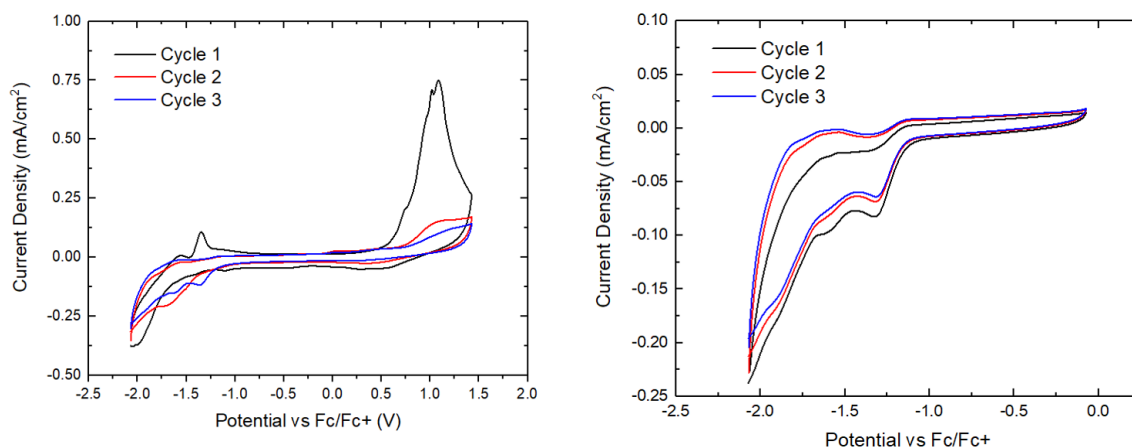 1.00
0.75
0.50
0.25
0.00
-0.25
-0.50
Current Density (mA/cm²)
Cycle 1
Cycle 2
Cycle 3
-2.5 -2.0 -1.5 -1.0 -0.5 0.0 0.5 1.0 1.5 2.0
Potential vs Fc/Fc+ (V)
0.10
0.05
0.00
-0.05
-0.10
-0.15
-0.20
-0.25
Current Density (mA/cm²)
Cycle 1
Cycle 2
Cycle 3
-2.5 -2.0 -1.5 -1.0 -0.5 0.0
Potential vs Fc/Fc+